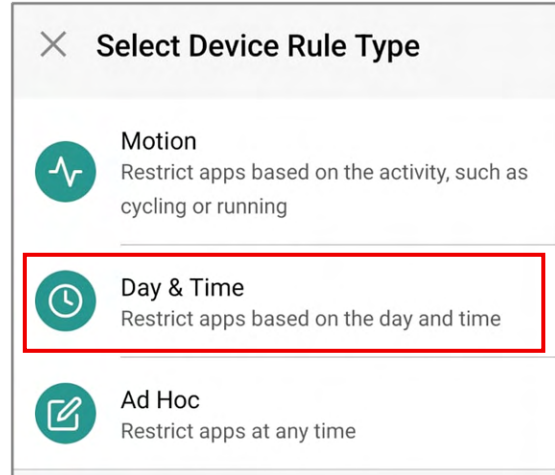 Select Device Rule Type
Motion
Restrict apps based on the activity, such as
cycling or running
Day & Time
Restrict apps based on the day and time
Ad Hoc
Restrict apps at any time